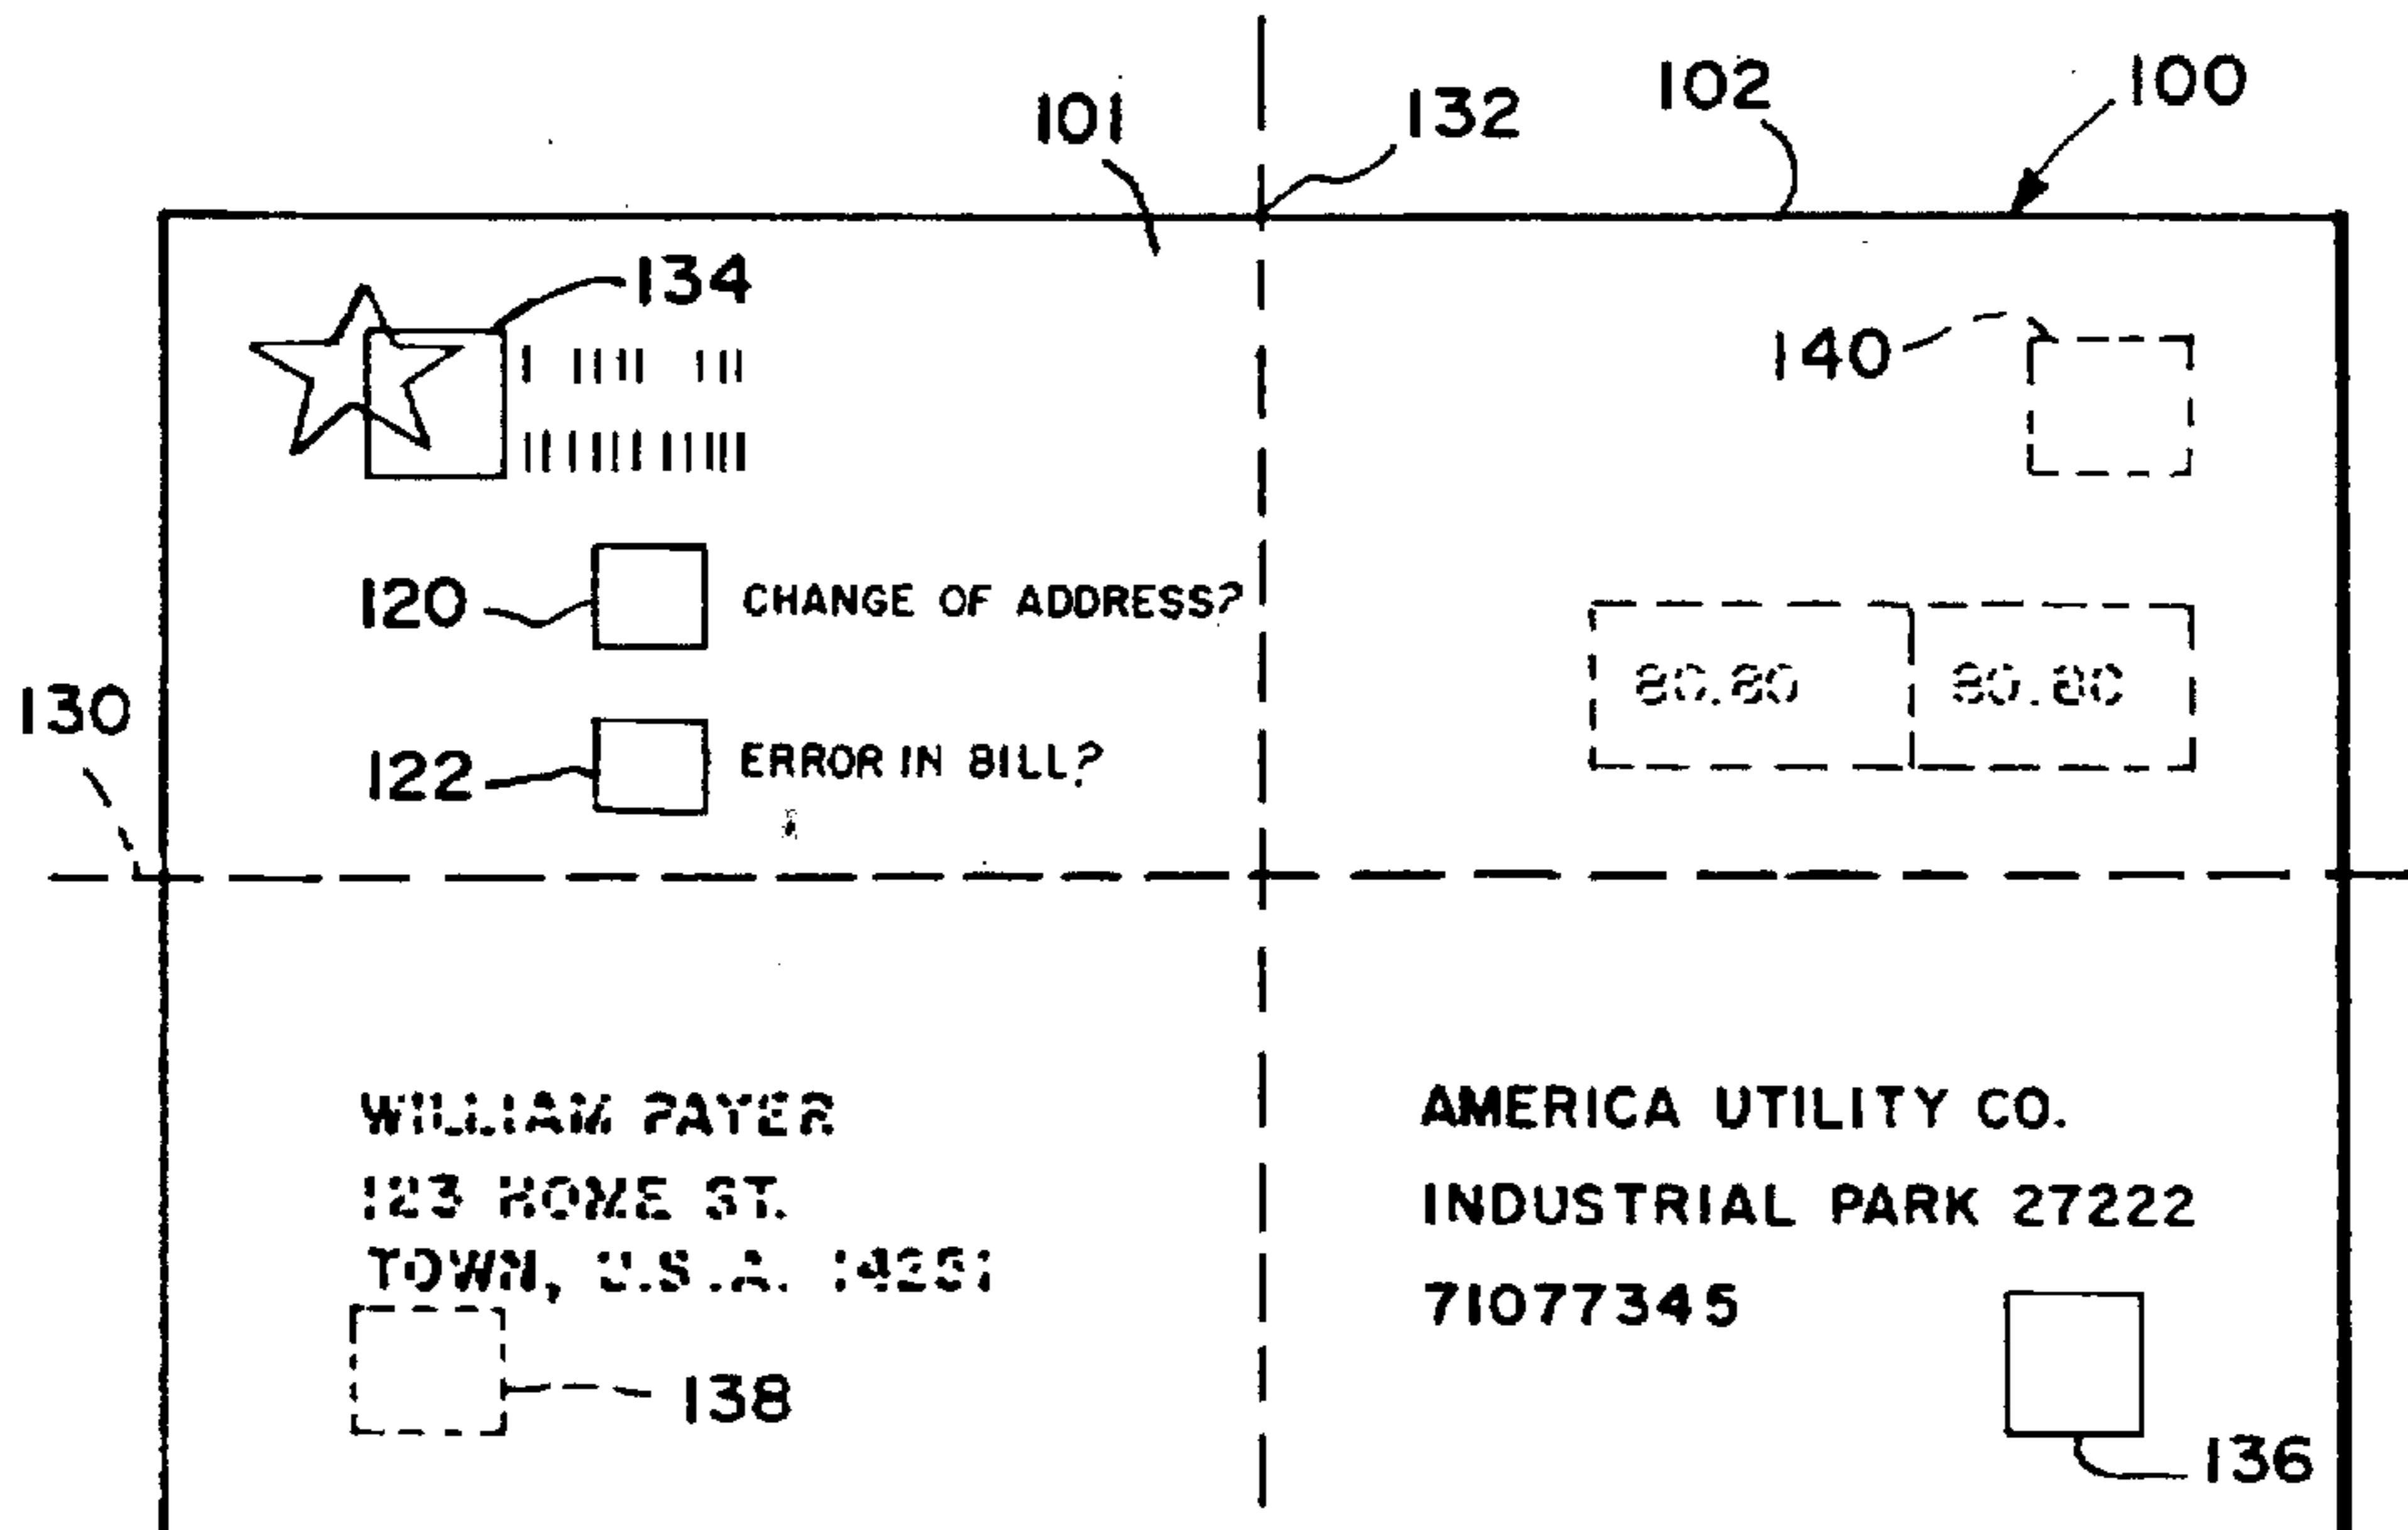 100
102
132
101
134
140
120 CHANGE OF ADDRESS?
130
122 ERROR IN BILL?
WILLIAM PAYER
123 HOME ST.
TOWN, U.S.A.
AMERICA UTILITY CO.
INDUSTRIAL PARK 27222
71077345
138
136